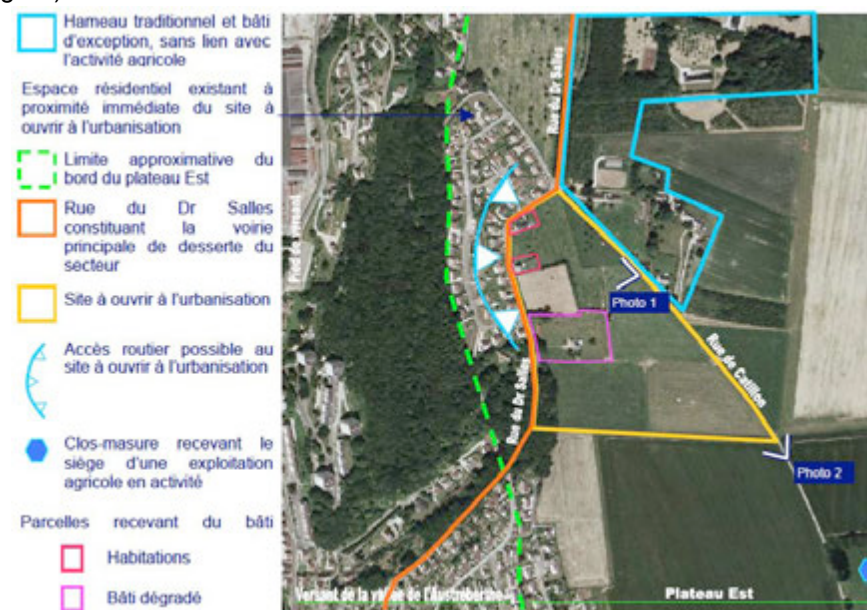 Hameau traditionnel et bâti
d'exception, sans lien avec
l'activité agricole
Espace résidentiel existant à
proximité immédiate du site à
ouvrir à l'urbanisation
Limite approximative du
bord du plateau Est
Rue du Dr Salles
constituant la voirie
principale de desserte du
secteur
Site à ouvrir à l'urbanisation
Accès routier possible au
site à ouvrir à l'urbanisation
Clos-masure recevant le
siège d'une exploitation
agricole en activité
Parcelles recevant du bâti
Habitations
Bâti dégradé
Rue du Dr Salles
Photo 1
Rue de Catillon
Rue du Dr Salles
Photo 2
Versant de la vallée de l'Austreberthe
Plateau Est